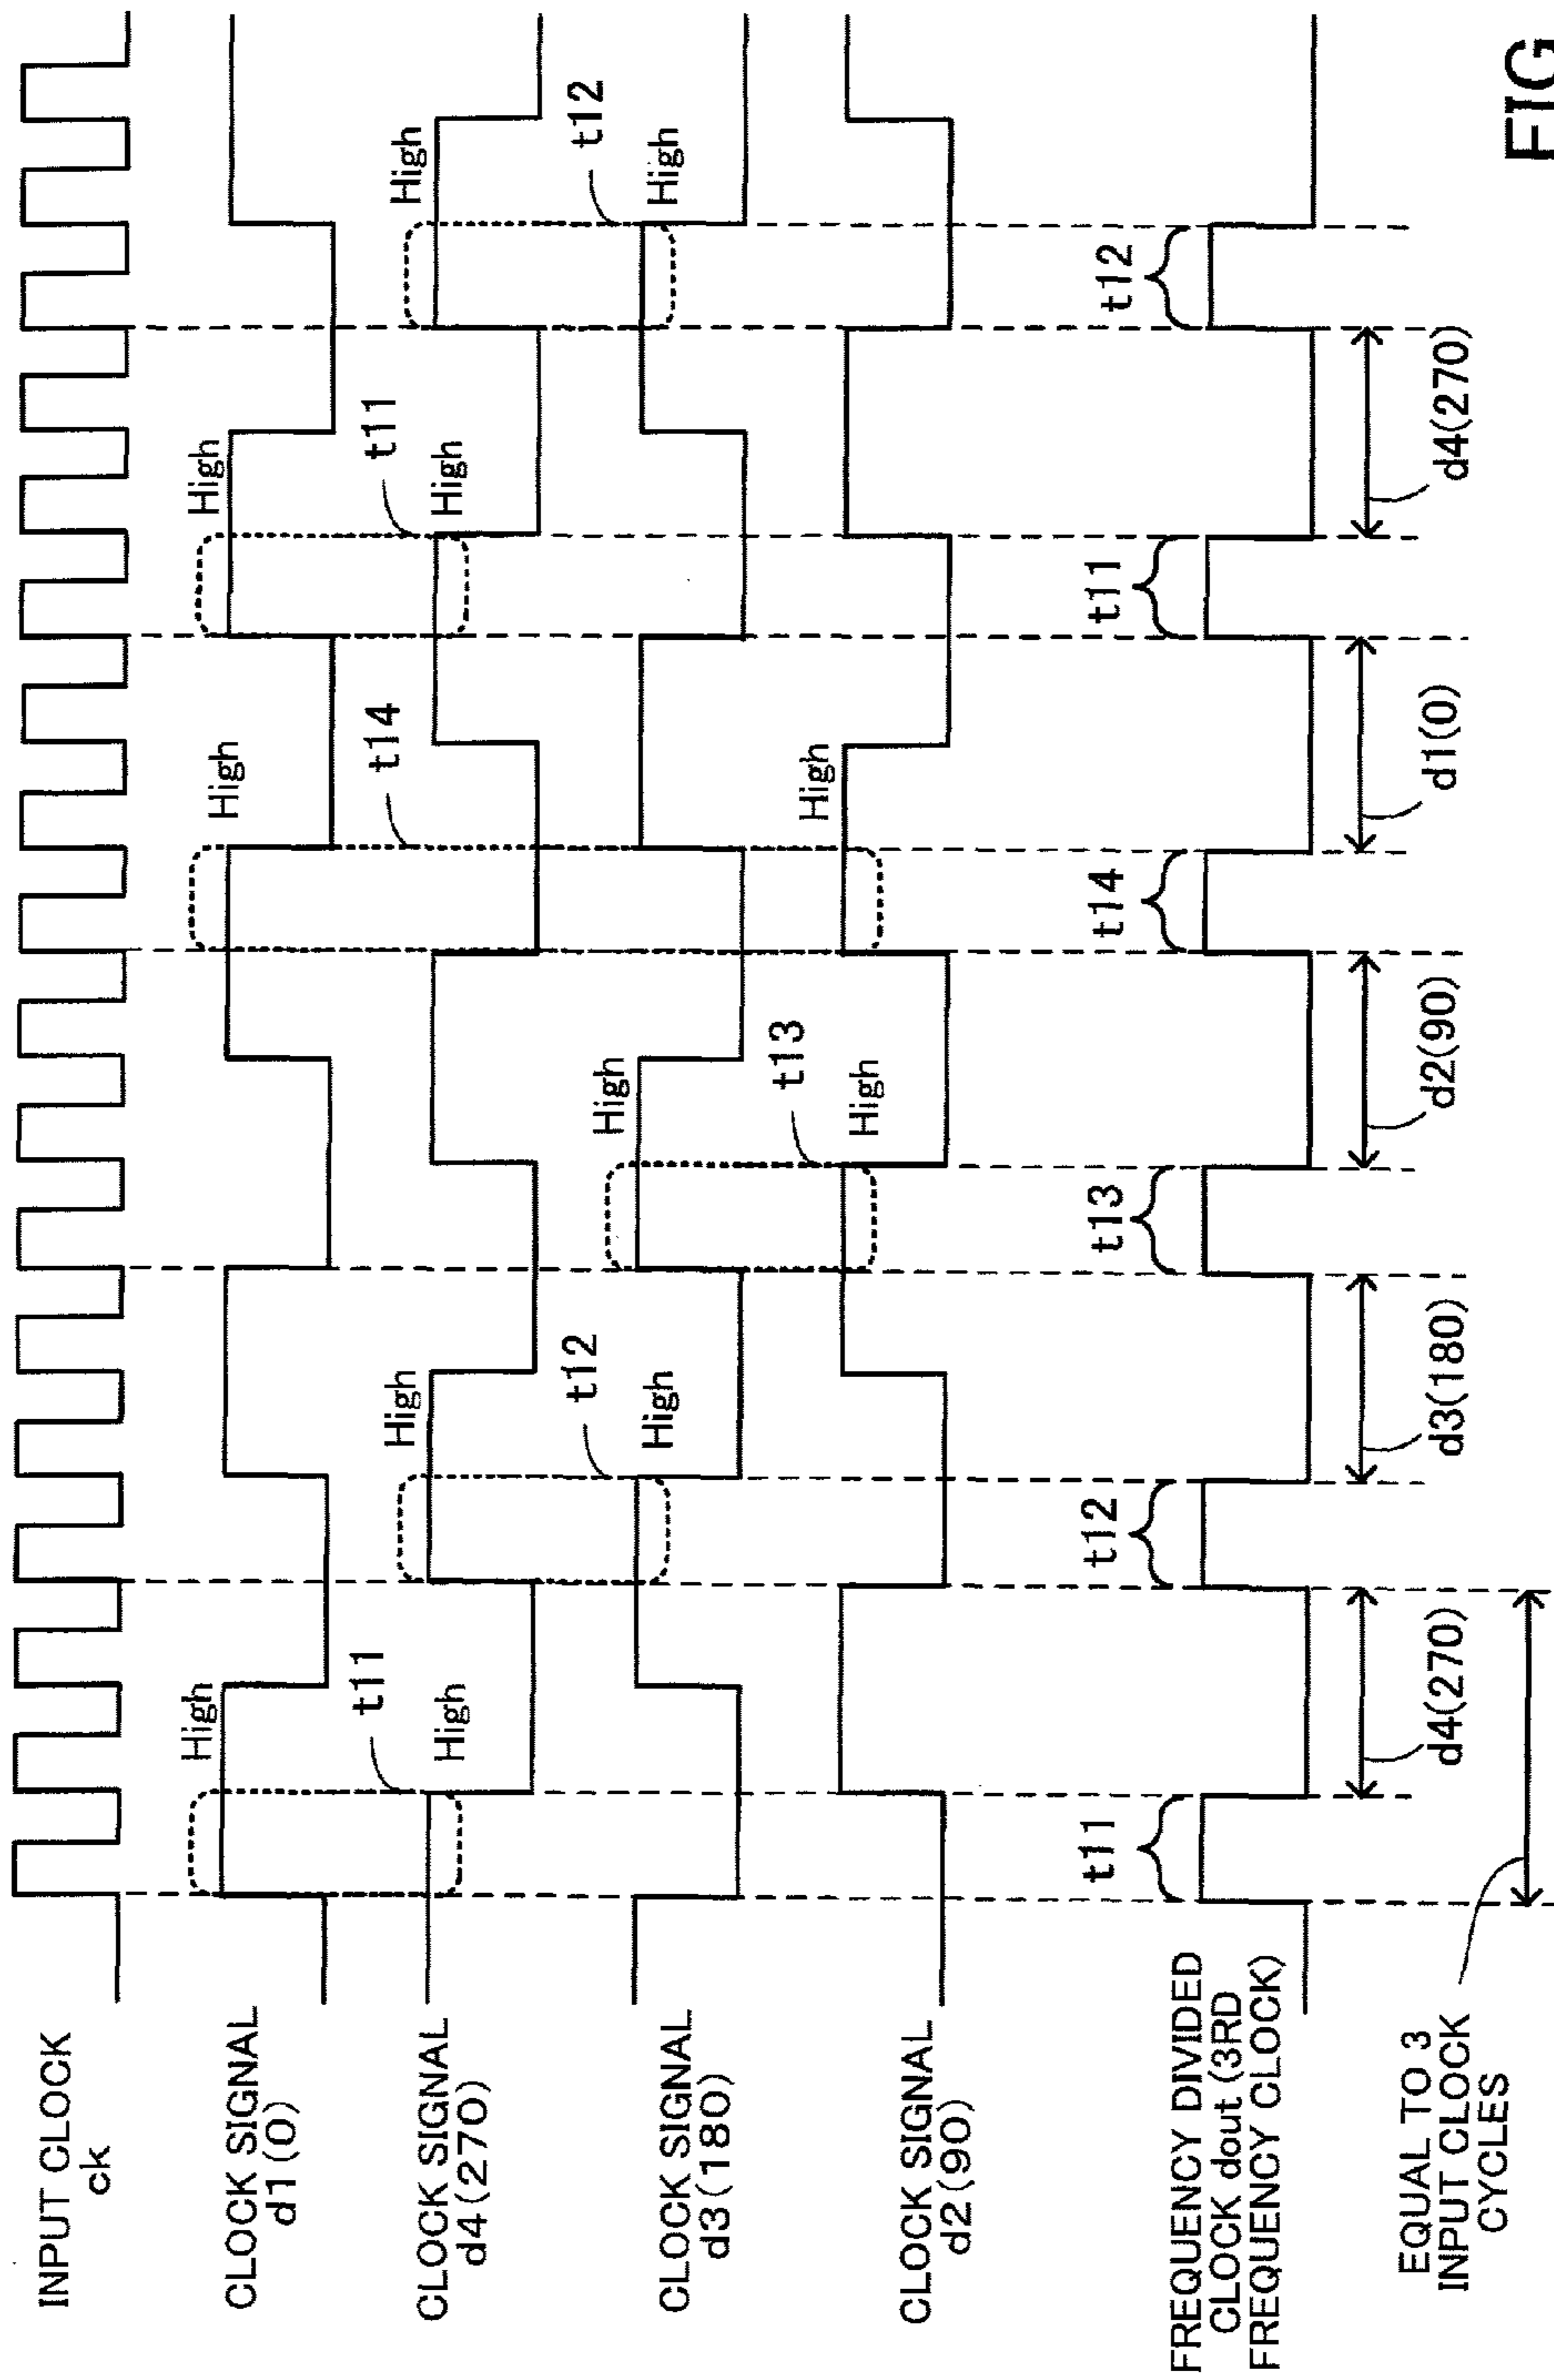 INPUT CLOCK
ck
CLOCK SIGNAL
d1(0)
High
High
High
t11
t14
t11
CLOCK SIGNAL
d4(270)
High
High
High
High
t12
t12
CLOCK SIGNAL
d3(180)
High
High
High
t13
CLOCK SIGNAL
d2(90)
High
High
FREQUENCY DIVIDED
CLOCK dout (3RD
FREQUENCY CLOCK)
t11
t12
t13
t14
t11
t12
d4(270)
d3(180)
d2(90)
d1(0)
d4(270)
EQUAL TO 3
INPUT CLOCK
CYCLES
FIG